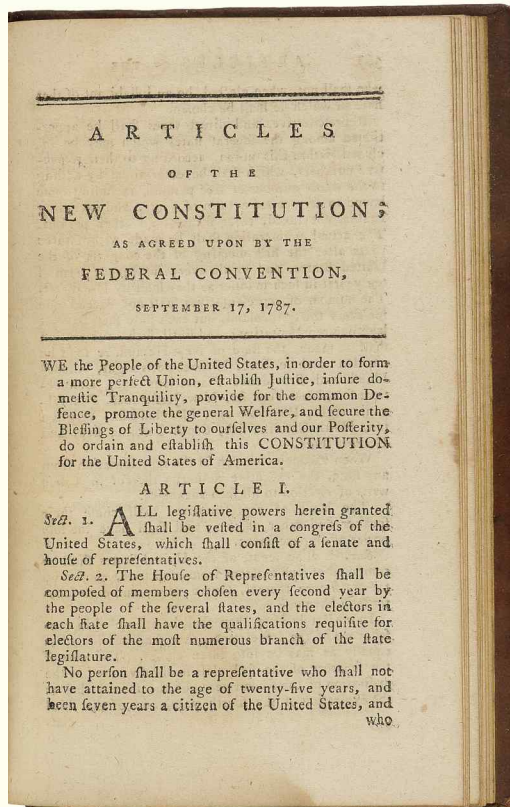 ARTICLES
OF THE
NEW CONSTITUTION;
AS AGREED UPON BY THE
FEDERAL CONVENTION,
SEPTEMBER 17, 1787.
WE the People of the United States, in order to form
a more perfect Union, eſtabliſh Juſtice, inſure do-
meſtic Tranquility, provide for the common De-
fence, promote the general Welfare, and ſecure the
Bleſſings of Liberty to ourſelves and our Poſterity,
do ordain and eſtabliſh this CONSTITUTION
for the United States of America.
ARTICLE I.
Sect. 1. ALL legiſlative powers herein granted
ſhall be veſted in a congreſs of the
United States, which ſhall conſiſt of a ſenate and
houſe of repreſentatives.
Sect. 2. The Houſe of Repreſentatives ſhall be
compoſed of members choſen every ſecond year by
the people of the ſeveral ſtates, and the electors in
each ſtate ſhall have the qualifications requiſite for
electors of the moſt numerous branch of the ſtate
legiſlature.
No perſon ſhall be a repreſentative who ſhall not
have attained to the age of twenty-five years, and
been ſeven years a citizen of the United States, and
who